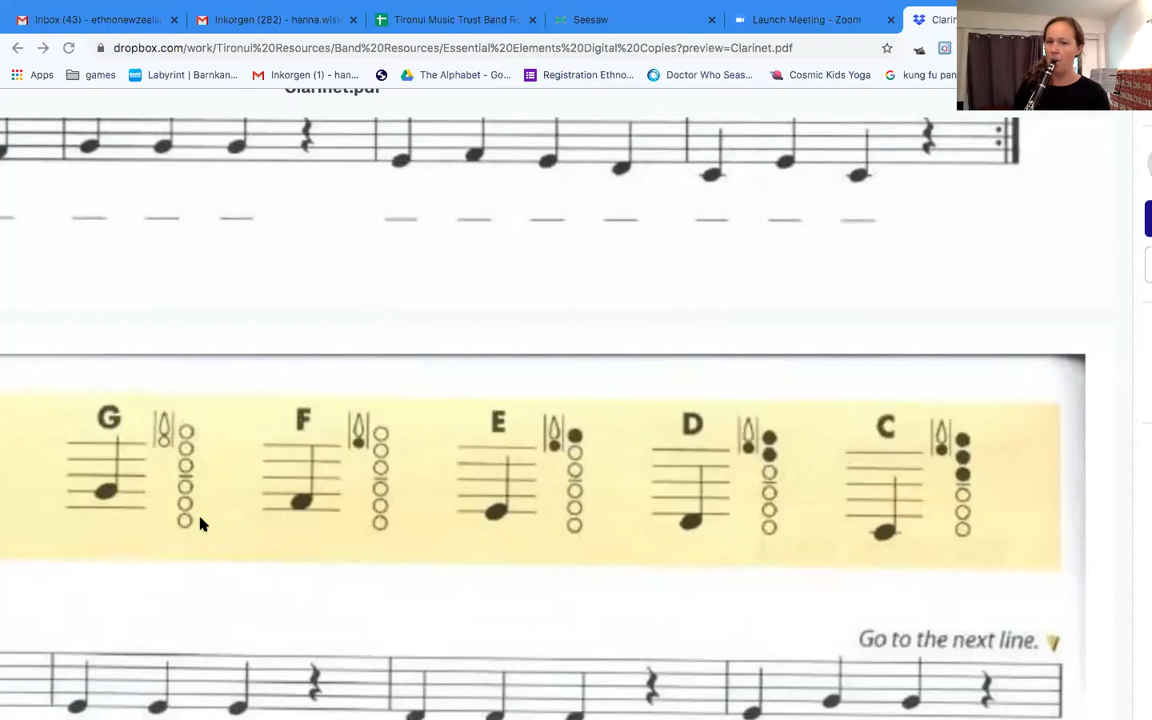 Inbox (43) - ethnonewzeala
Inkorgen (282) - hanna.wis
Tironui Music Trust Band Re
Seesaw
Launch Meeting - Zoom
Clarin
dropbox.com/work/Tironui%20Resources/Band%20Resources/Essential%20Elements%20Digital%20Copies?preview=Clarinet.pdf
Apps
games
Labyrint | Barnkan...
Inkorgen (1) - han...
The Alphabet - Go...
Registration Ethno...
Doctor Who Seas...
Cosmic Kids Yoga
kung fu pan
Clarinet.pdf
G F E D C
Go to the next line.